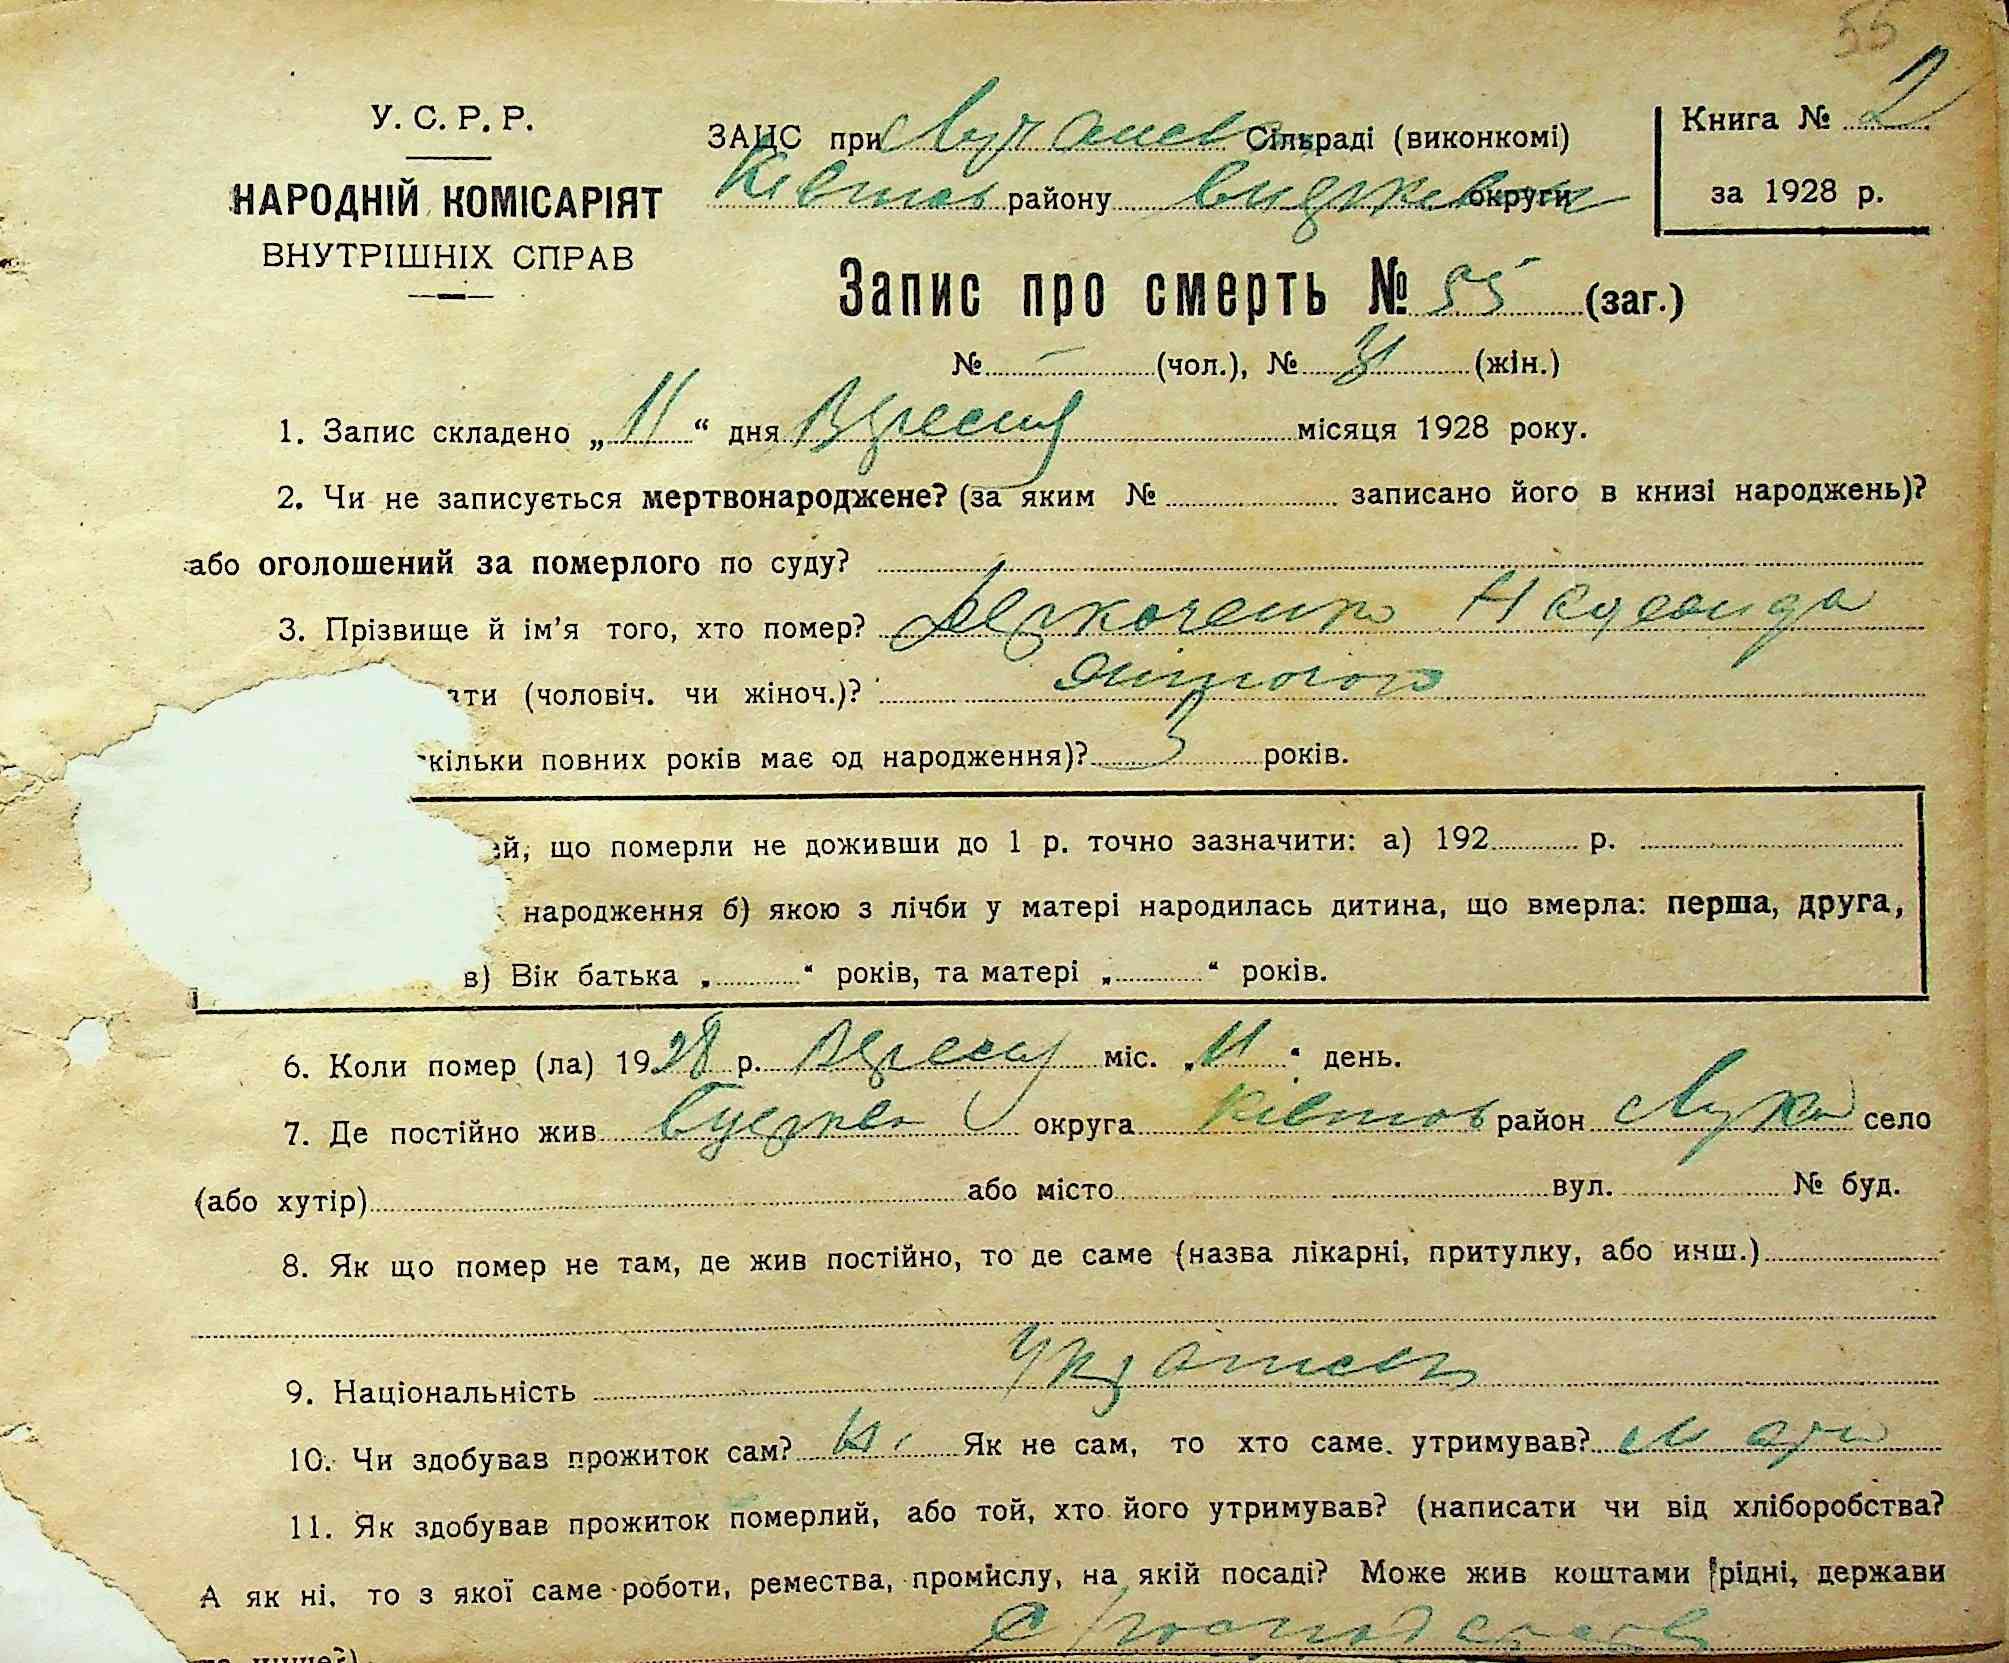 55
У. С. Р. Р.
НАРОДНІЙ КОМІСАРІЯТ
ВНУТРІШНІХ СПРАВ
ЗАЦС при Сільраді (виконкомі)
району округи
Книга № 2
за 1928 р.
Запис про смерть № 55 (заг.)
№ — (чол.), № 31 (жін.)
1. Запис складено „11“ дня Вересня місяця 1928 року.
2. Чи не записується мертвонароджене? (за яким № записано його в книзі народжень)?
або оголошений за померлого по суду?
3. Прізвище й ім'я того, хто помер?
ати (чоловіч. чи жіноч.)? жіночого
скільки повних років має од народження)? 3 років.
ей, що померли не доживши до 1 р. точно зазначити: а) 192 р.
народження б) якою з лічби у матері народилась дитина, що вмерла: перша, друга,
в) Вік батька „ “ років, та матері „ “ років.
6. Коли помер (ла) 1928 р. Вересня міс. „11“ день.
7. Де постійно жив округа район Лука село
(або хутір) або місто вул. № буд.
8. Як що помер не там, де жив постійно, то де саме (назва лікарні, притулку, або инш.)
9. Національність
10. Чи здобував прожиток сам? Ні Як не сам, то хто саме утримував?
11. Як здобував прожиток померлий, або той, хто його утримував? (написати чи від хліборобства?
А як ні, то з якої саме роботи, ремества, промислу, на якій посаді? Може жив коштами рідні, держави